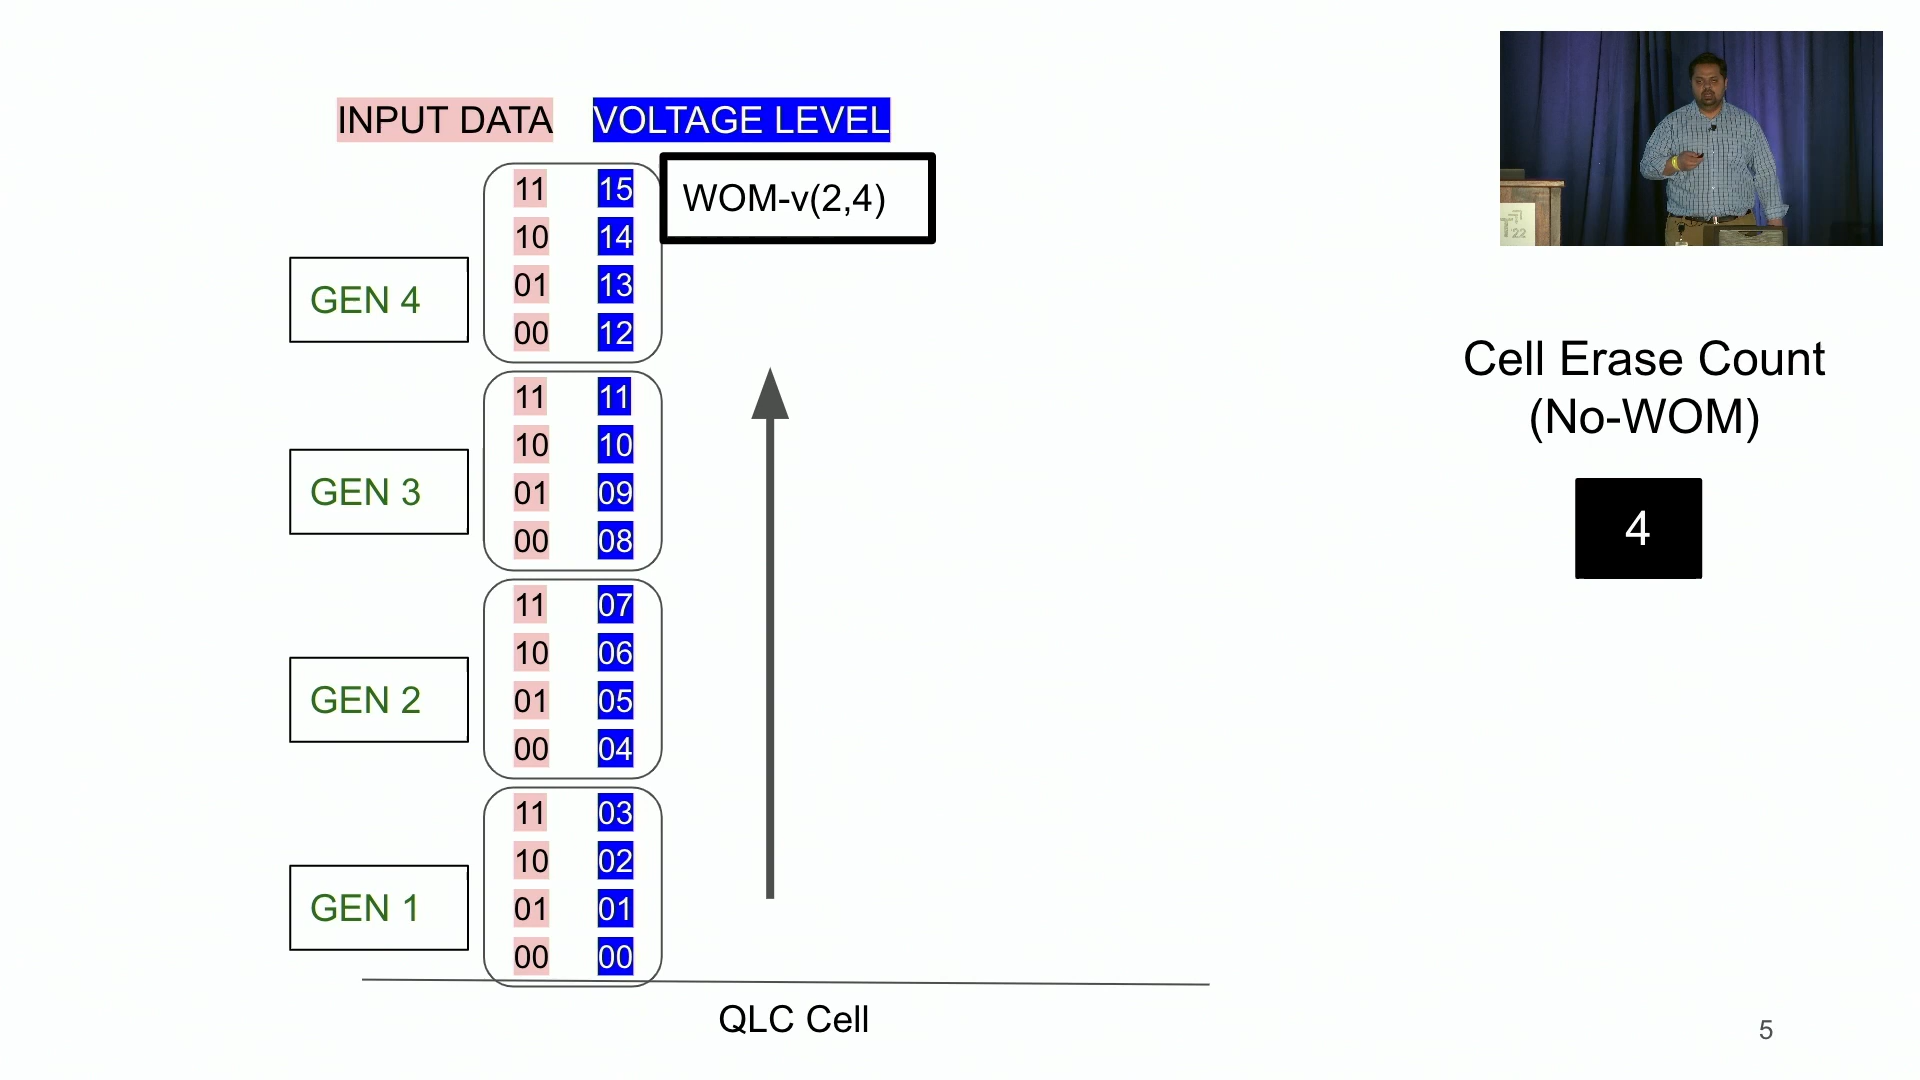 INPUT DATA VOLTAGE LEVEL
WOM-v(2,4)
GEN 4
11 15
10 14
01 13
00 12
GEN 3
11 11
10 10
01 09
00 08
GEN 2
11 07
10 06
01 05
00 04
GEN 1
11 03
10 02
01 01
00 00
QLC Cell
Cell Erase Count
(No-WOM)
4
'22
5